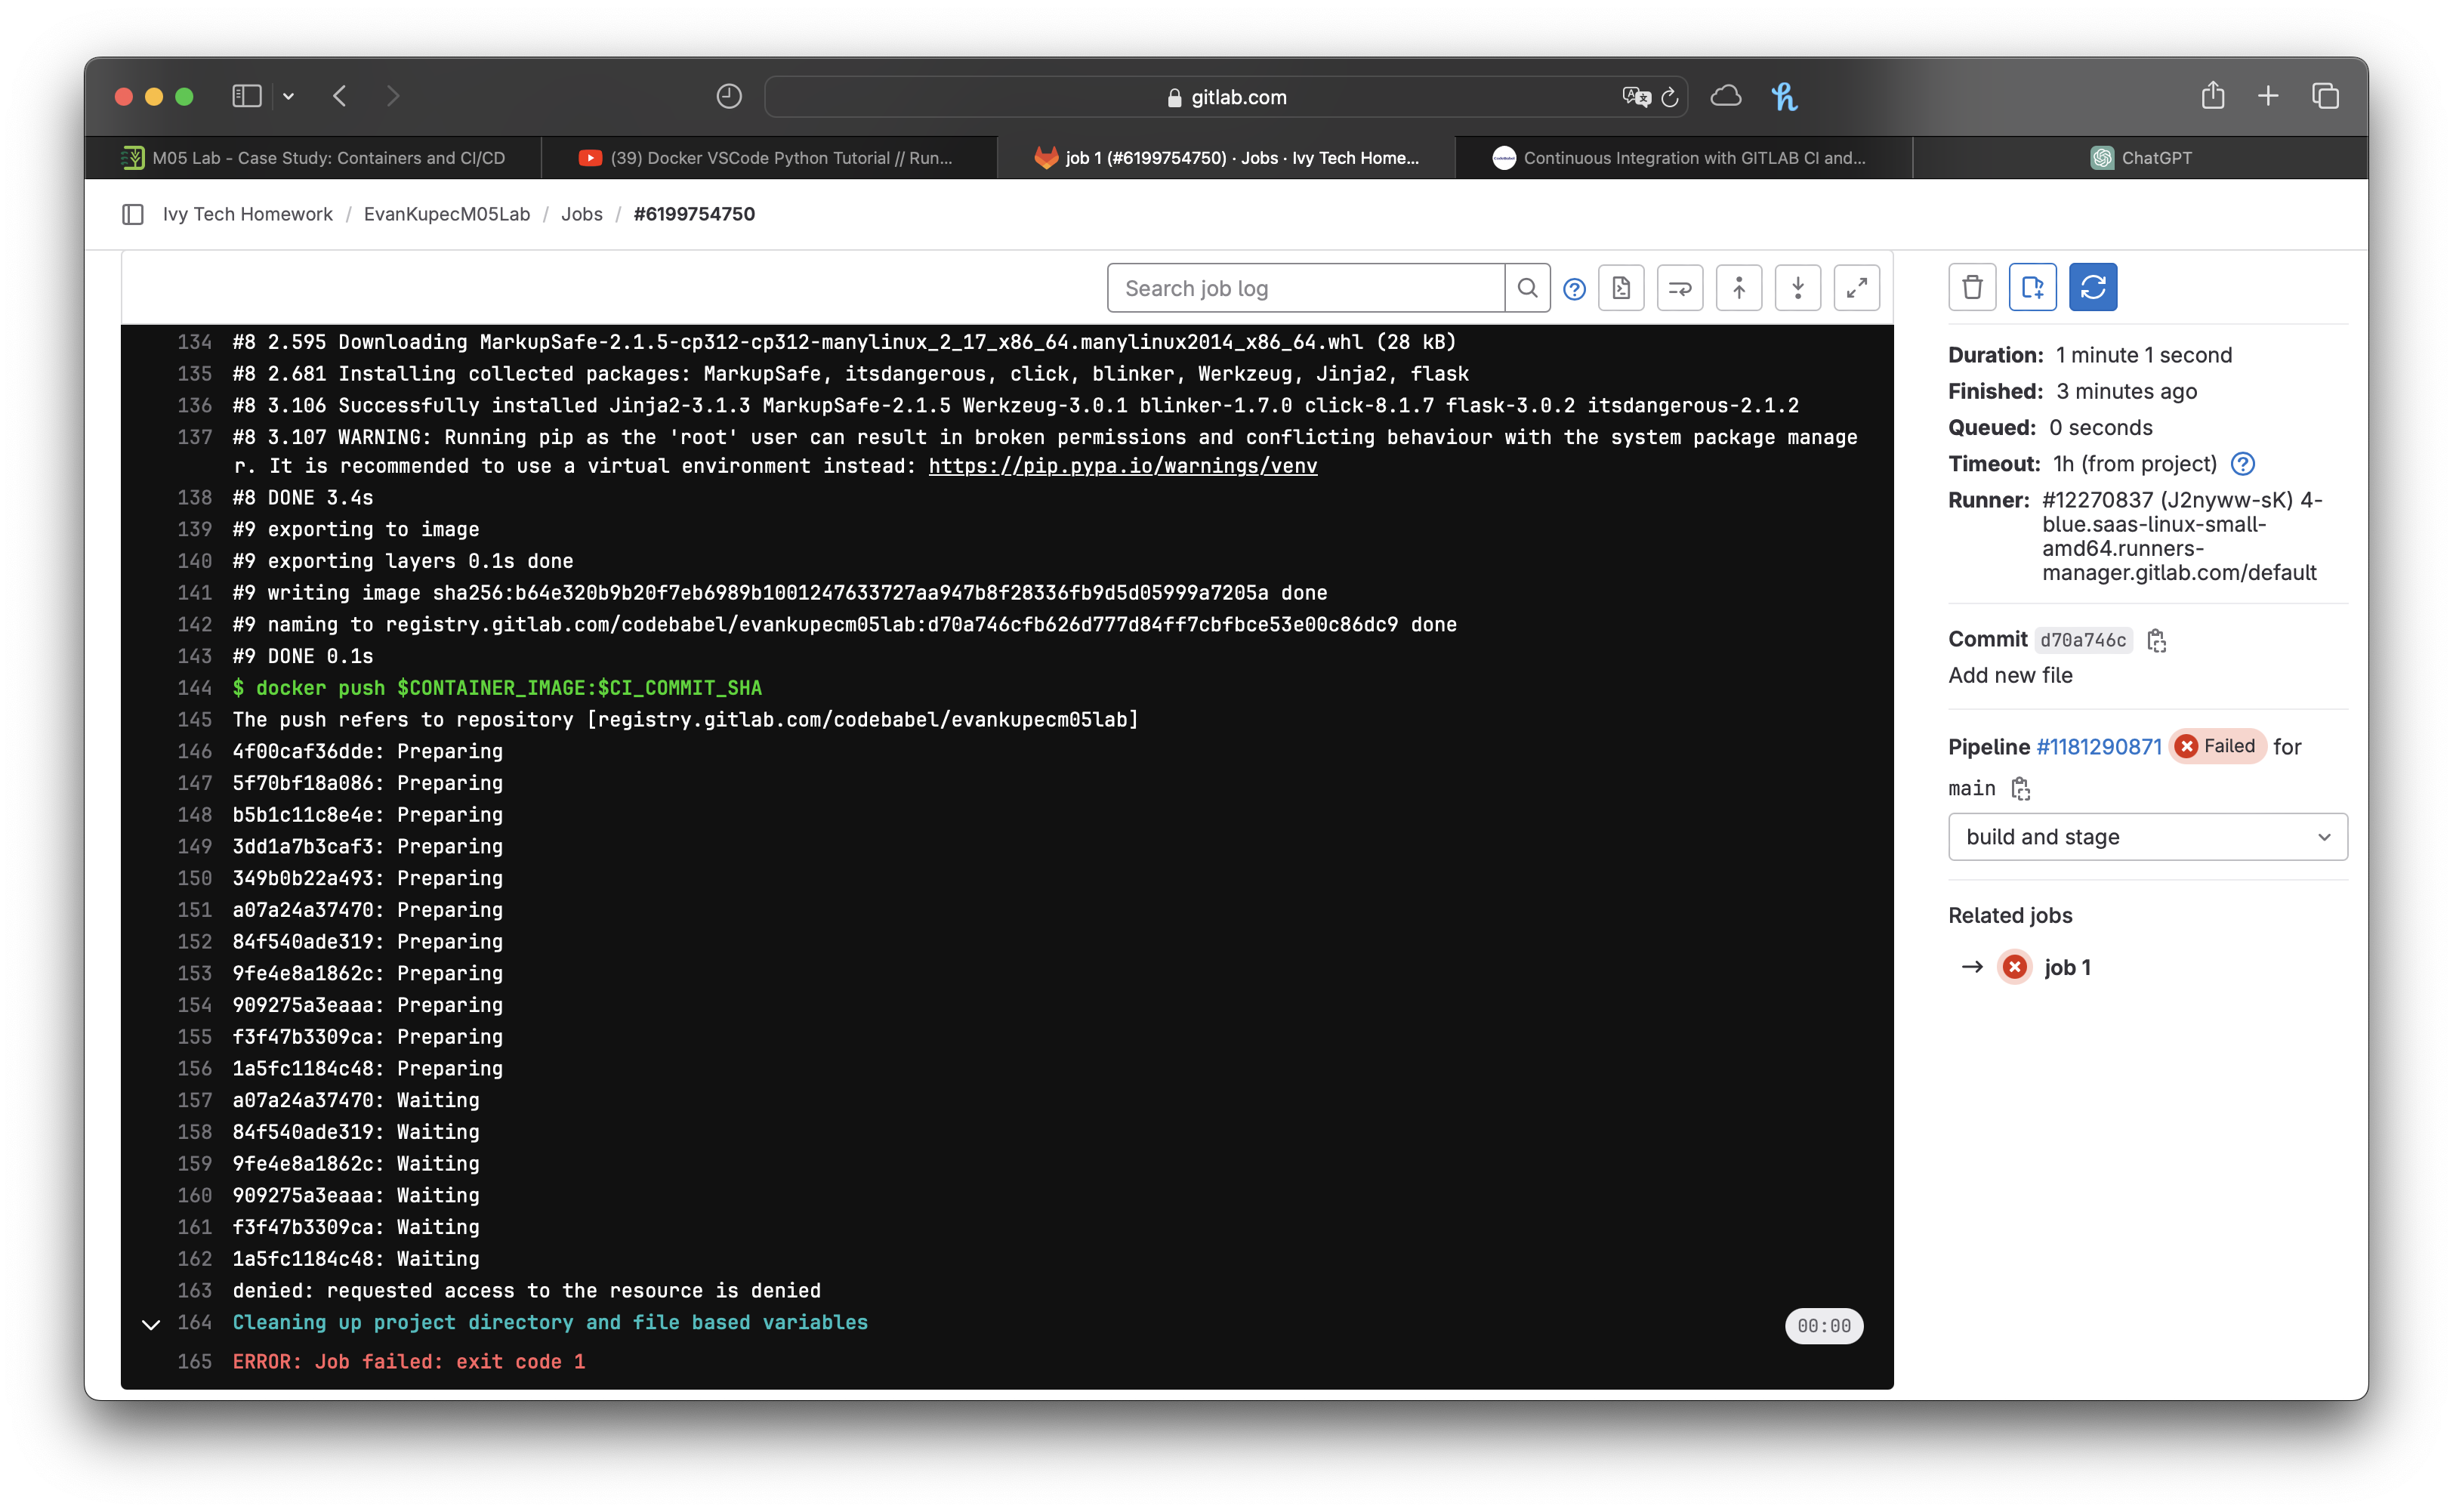 gitlab.com
M05 Lab - Case Study: Containers and CI/CD
(39) Docker VSCode Python Tutorial // Run...
job 1 (#6199754750) · Jobs · Ivy Tech Home...
Continuous Integration with GITLAB CI and...
ChatGPT
Ivy Tech Homework / EvanKupecM05Lab / Jobs / #6199754750
Search job log
134 #8 2.595 Downloading MarkupSafe-2.1.5-cp312-cp312-manylinux_2_17_x86_64.manylinux2014_x86_64.whl (28 kB)
135 #8 2.681 Installing collected packages: MarkupSafe, itsdangerous, click, blinker, Werkzeug, Jinja2, flask
136 #8 3.106 Successfully installed Jinja2-3.1.3 MarkupSafe-2.1.5 Werkzeug-3.0.1 blinker-1.7.0 click-8.1.7 flask-3.0.2 itsdangerous-2.1.2
137 #8 3.107 WARNING: Running pip as the 'root' user can result in broken permissions and conflicting behaviour with the system package manage
r. It is recommended to use a virtual environment instead: https://pip.pypa.io/warnings/venv
138 #8 DONE 3.4s
139 #9 exporting to image
140 #9 exporting layers 0.1s done
141 #9 writing image sha256:b64e320b9b20f7eb6989b1001247633727aa947b8f28336fb9d5d05999a7205a done
142 #9 naming to registry.gitlab.com/codebabel/evankupecm05lab:d70a746cfb626d777d84ff7cbfbce53e00c86dc9 done
143 #9 DONE 0.1s
144 $ docker push $CONTAINER_IMAGE:$CI_COMMIT_SHA
145 The push refers to repository [registry.gitlab.com/codebabel/evankupecm05lab]
146 4f00caf36dde: Preparing
147 5f70bf18a086: Preparing
148 b5b1c11c8e4e: Preparing
149 3dd1a7b3caf3: Preparing
150 349b0b22a493: Preparing
151 a07a24a37470: Preparing
152 84f540ade319: Preparing
153 9fe4e8a1862c: Preparing
154 909275a3eaaa: Preparing
155 f3f47b3309ca: Preparing
156 1a5fc1184c48: Preparing
157 a07a24a37470: Waiting
158 84f540ade319: Waiting
159 9fe4e8a1862c: Waiting
160 909275a3eaaa: Waiting
161 f3f47b3309ca: Waiting
162 1a5fc1184c48: Waiting
163 denied: requested access to the resource is denied
164 Cleaning up project directory and file based variables
00:00
165 ERROR: Job failed: exit code 1
Duration: 1 minute 1 second
Finished: 3 minutes ago
Queued: 0 seconds
Timeout: 1h (from project)
Runner: #12270837 (J2nyww-sK) 4-
blue.saas-linux-small-
amd64.runners-
manager.gitlab.com/default
Commit d70a746c
Add new file
Pipeline #1181290871 Failed for
main
build and stage
Related jobs
job 1